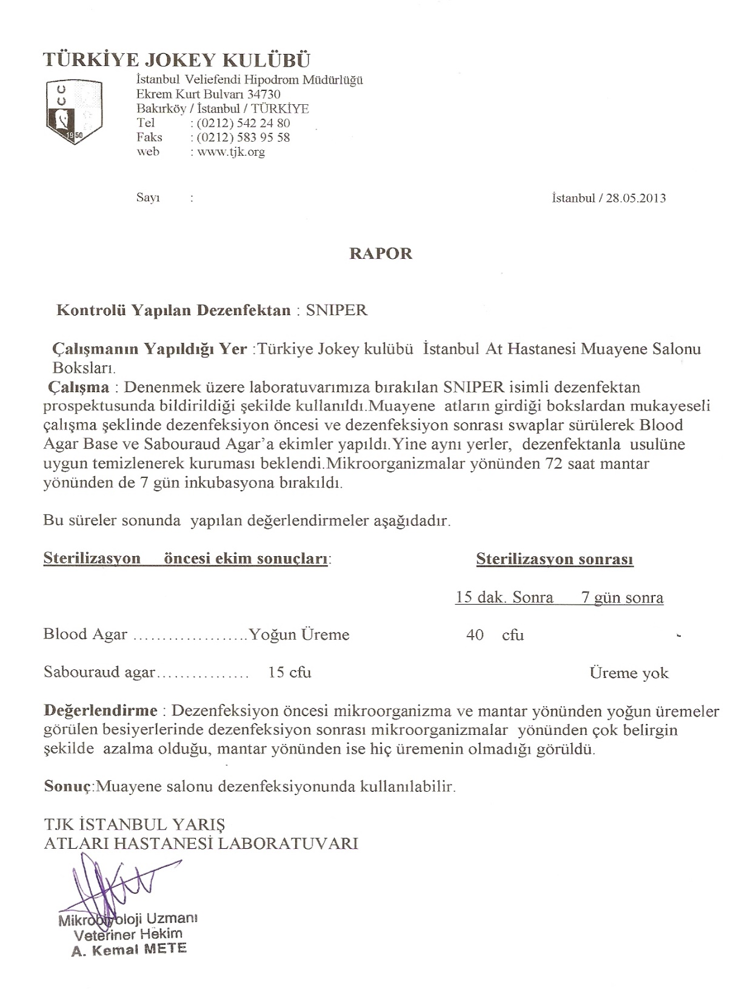 TÜRKİYE JOKEY KULÜBÜ
İstanbul Veliefendi Hipodrom Müdürlüğü
Ekrem Kurt Bulvarı 34730
Bakırköy / İstanbul / TÜRKİYE
Tel : (0212) 542 24 80
Faks : (0212) 583 95 58
web : www.tjk.org
1950
Sayı : İstanbul / 28.05.2013
RAPOR
Kontrolü Yapılan Dezenfektan : SNIPER
Çalışmanın Yapıldığı Yer :Türkiye Jokey kulübü İstanbul At Hastanesi Muayene Salonu
Boksları.
Çalışma : Denenmek üzere laboratuvarımıza bırakılan SNIPER isimli dezenfektan
prospektusunda bildirildiği şekilde kullanıldı.Muayene atların girdiği bokslardan mukayeseli
çalışma şeklinde dezenfeksiyon öncesi ve dezenfeksiyon sonrası swaplar sürülerek Blood
Agar Base ve Sabouraud Agar’a ekimler yapıldı.Yine aynı yerler, dezenfektanla usulüne
uygun temizlenerek kuruması beklendi.Mikroorganizmalar yönünden 72 saat mantar
yönünden de 7 gün inkubasyona bırakıldı.
Bu süreler sonunda yapılan değerlendirmeler aşağıdadır.
Sterilizasyon öncesi ekim sonuçları: Sterilizasyon sonrası
15 dak. Sonra 7 gün sonra
Blood Agar ....................Yoğun Üreme 40 cfu -
Sabouraud agar................ 15 cfu Üreme yok
Değerlendirme : Dezenfeksiyon öncesi mikroorganizma ve mantar yönünden yoğun üremeler
görülen besiyerlerinde dezenfeksiyon sonrası mikroorganizmalar yönünden çok belirgin
şekilde azalma olduğu, mantar yönünden ise hiç üremenin olmadığı görüldü.
Sonuç:Muayene salonu dezenfeksiyonunda kullanılabilir.
TJK İSTANBUL YARIŞ
ATLARI HASTANESİ LABORATUVARI
Mikrobiyoloji Uzmanı
Veteriner Hekim
A. Kemal METE